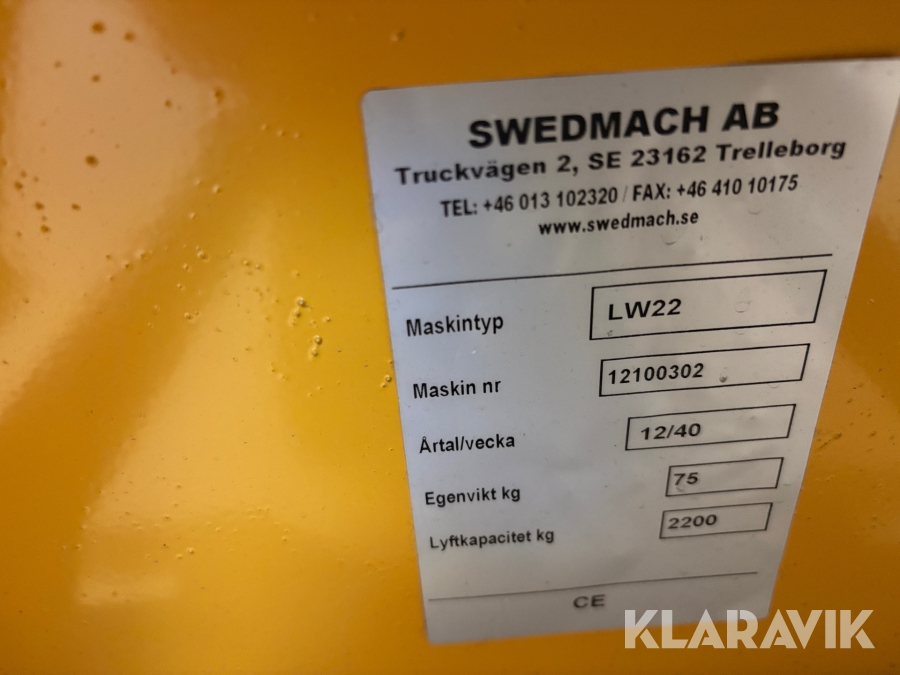 SWEDMACH AB
Truckvägen 2, SE 23162 Trelleborg
TEL: +46 013 102320 / FAX: +46 410 10175
www.swedmach.se
Maskintyp LW22
Maskin nr 12100302
Årtal/vecka 12/40
Egenvikt kg 75
Lyftkapacitet kg 2200
CE
KLARAVIK